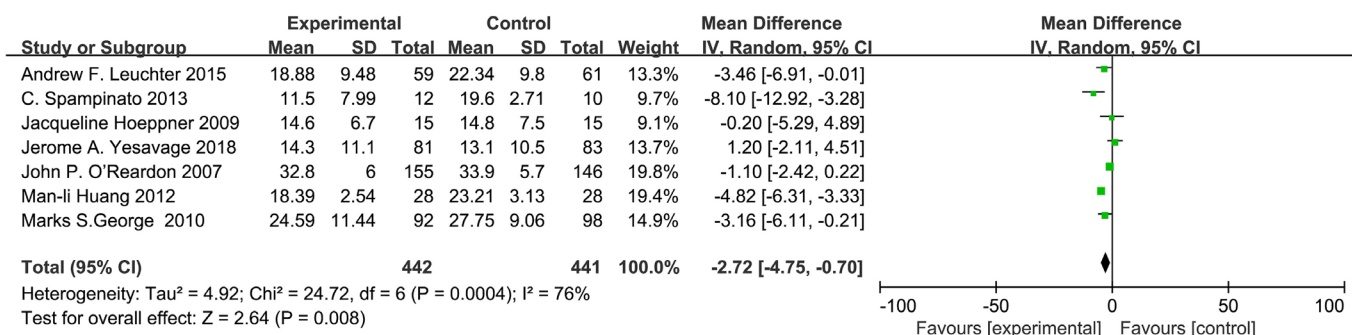 Experimental Control Mean Difference Mean Difference
Study or Subgroup Mean SD Total Mean SD Total Weight IV, Random, 95% CI IV, Random, 95% CI
Andrew F. Leuchter 2015 18.88 9.48 59 22.34 9.8 61 13.3% -3.46 [-6.91, -0.01]
C. Spampinato 2013 11.5 7.99 12 19.6 2.71 10 9.7% -8.10 [-12.92, -3.28]
Jacqueline Hoeppner 2009 14.6 6.7 15 14.8 7.5 15 9.1% -0.20 [-5.29, 4.89]
Jerome A. Yesavage 2018 14.3 11.1 81 13.1 10.5 83 13.7% 1.20 [-2.11, 4.51]
John P. O’Reardon 2007 32.8 6 155 33.9 5.7 146 19.8% -1.10 [-2.42, 0.22]
Man-li Huang 2012 18.39 2.54 28 23.21 3.13 28 19.4% -4.82 [-6.31, -3.33]
Marks S.George 2010 24.59 11.44 92 27.75 9.06 98 14.9% -3.16 [-6.11, -0.21]
Total (95% CI) 442 441 100.0% -2.72 [-4.75, -0.70]
Heterogeneity: Tau² = 4.92; Chi² = 24.72, df = 6 (P = 0.0004); I² = 76%
Test for overall effect: Z = 2.64 (P = 0.008)
-100 -50 0 50 100
Favours [experimental] Favours [control]